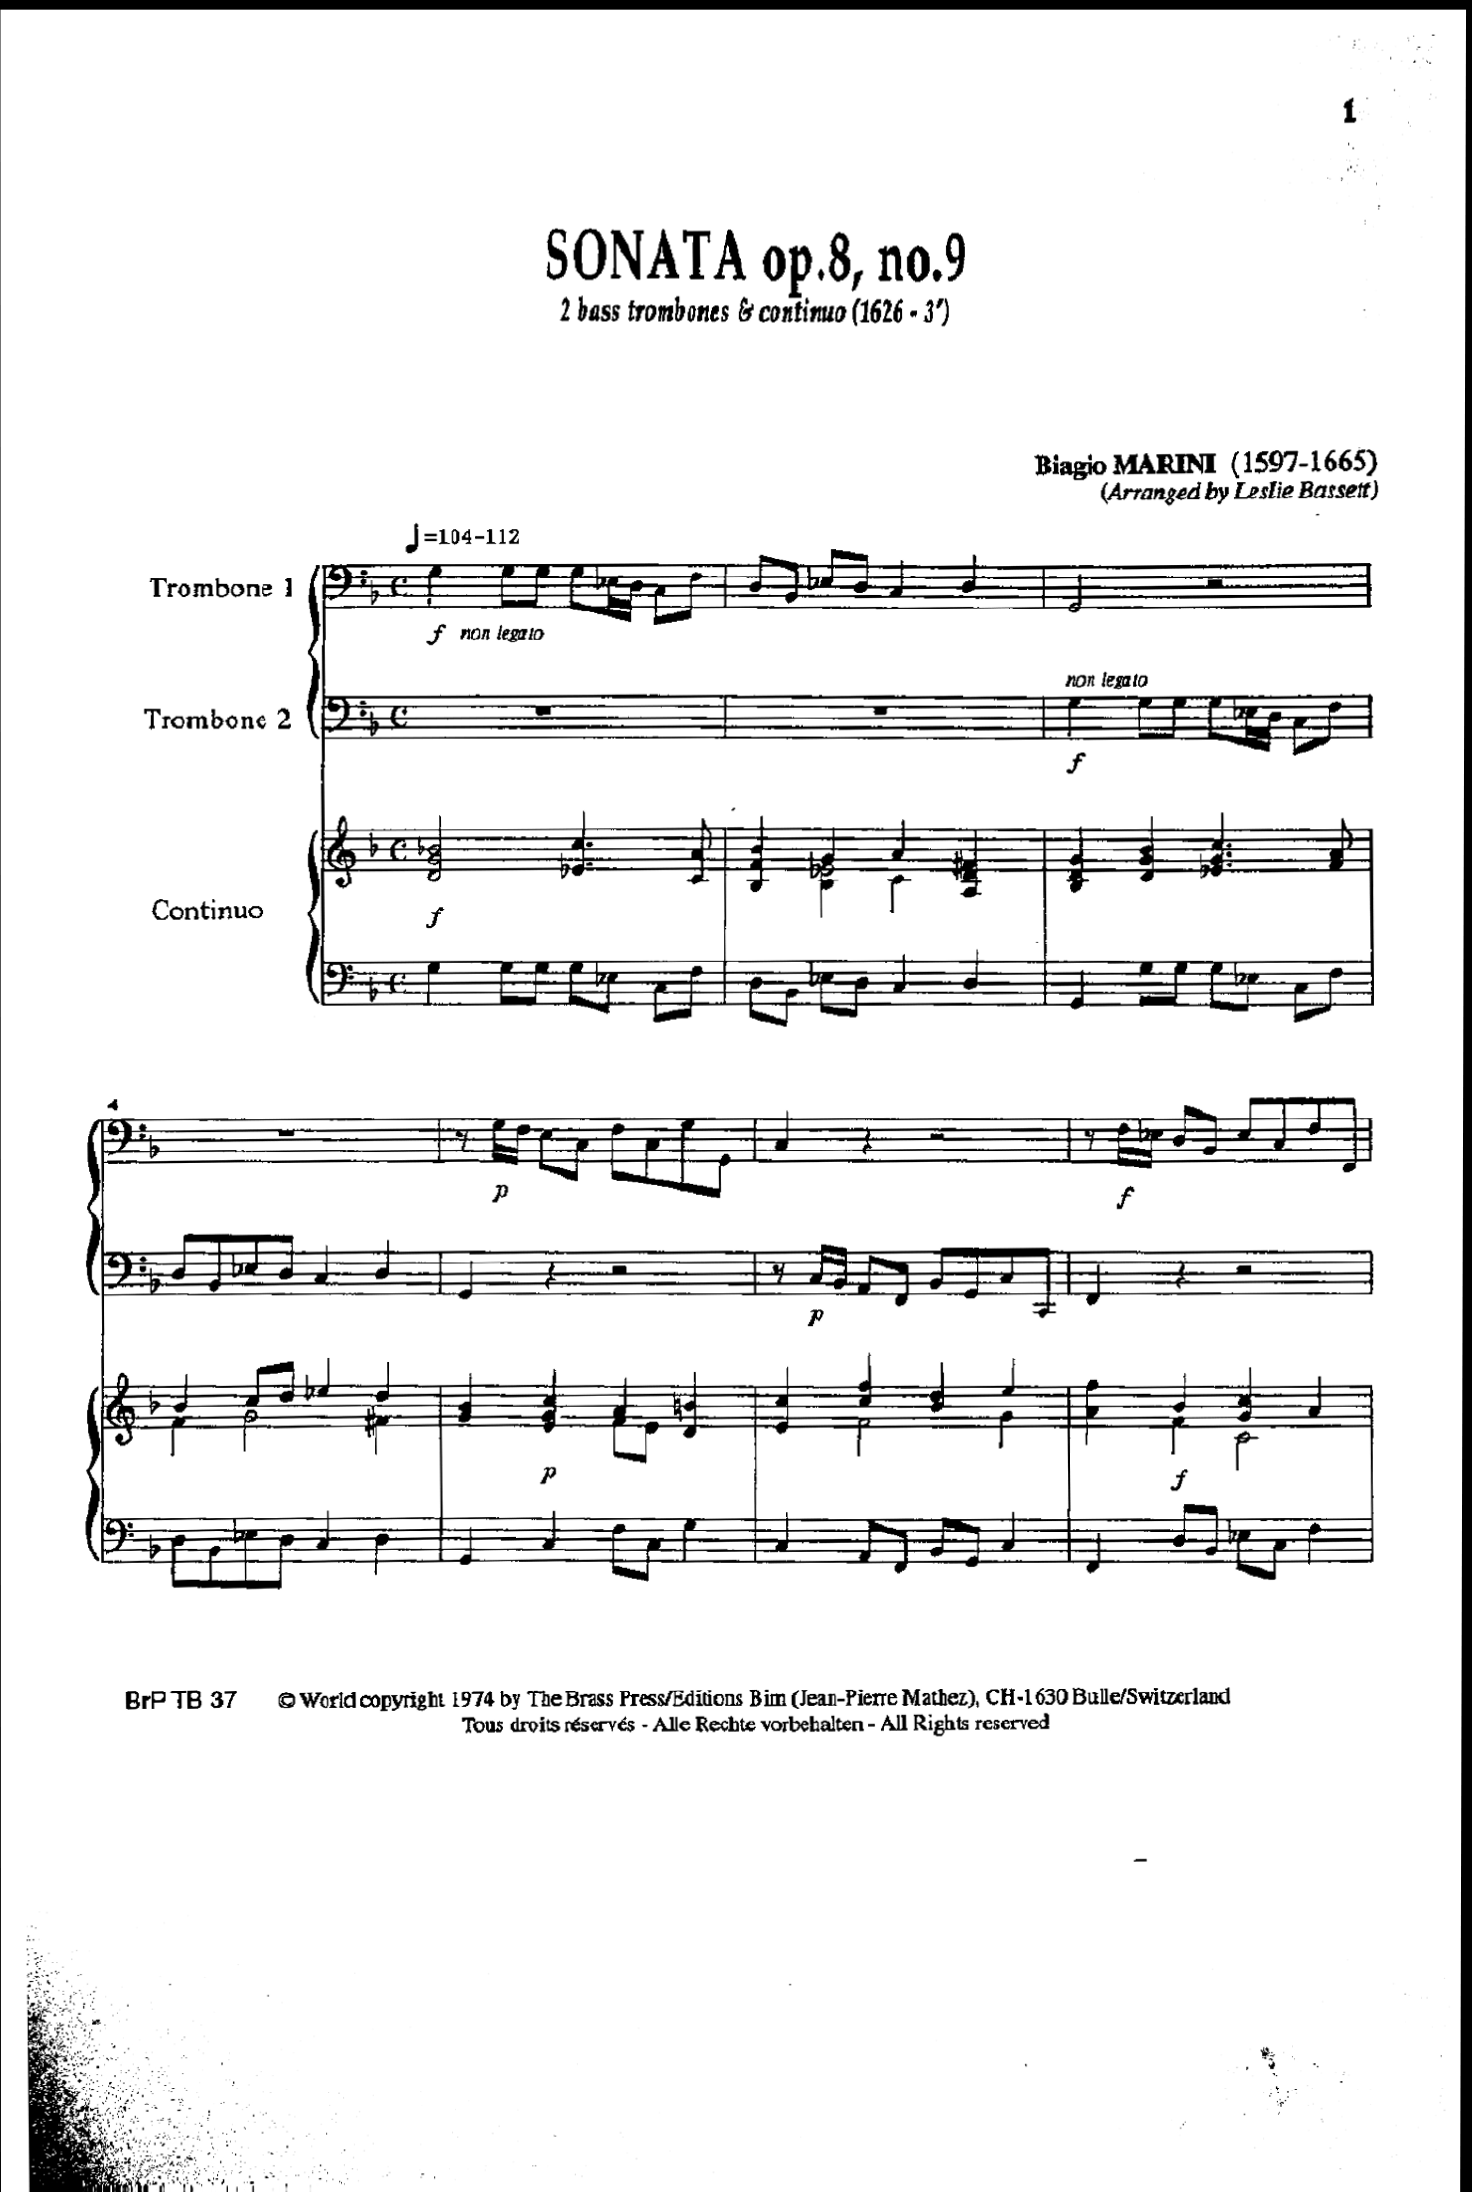 1
SONATA op.8, no.9
2 bass trombones & continuo (1626 - 3')
Biagio MARINI (1597-1665)
(Arranged by Leslie Bassett)
=104-112
Trombone 1
f non legato
Trombone 2
non legato
f
Continuo
f
4
p
f
p
p
f
BrP TB 37 © World copyright 1974 by The Brass Press/Editions Bim (Jean-Pierre Mathez), CH-1630 Bulle/Switzerland
Tous droits réservés - Alle Rechte vorbehalten - All Rights reserved